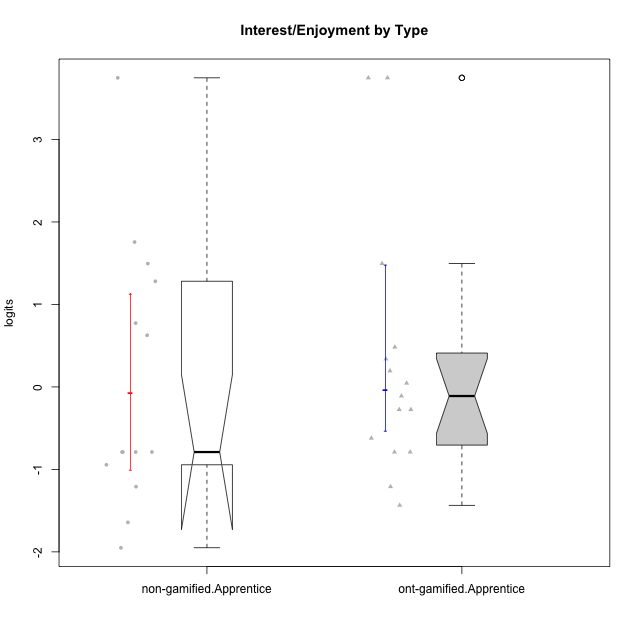 Interest/Enjoyment by Type
logits
3
2
1
0
-1
-2
non-gamified.Apprentice
ont-gamified.Apprentice